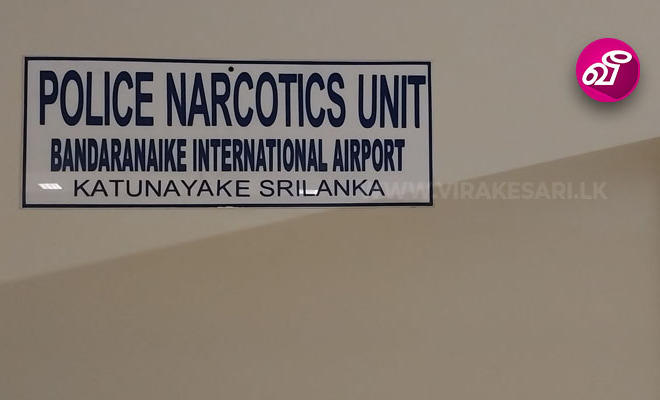 POLICE NARCOTICS UNIT
BANDARANAIKE INTERNATIONAL AIRPORT
KATUNAYAKE SRILANKA
WWW.VIRAKESARI.LK
வீ